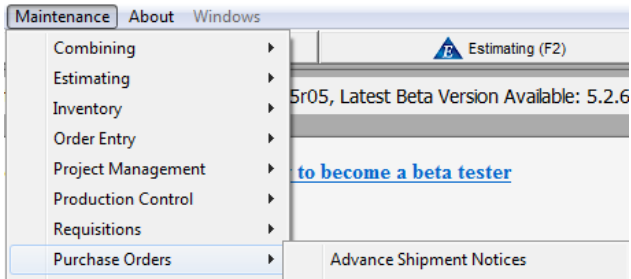 Maintenance About Windows
Combining
Estimating (F2)
Estimating
5r05, Latest Beta Version Available: 5.2.6
Inventory
Order Entry
Project Management
to become a beta tester
Production Control
Requisitions
Purchase Orders
Advance Shipment Notices